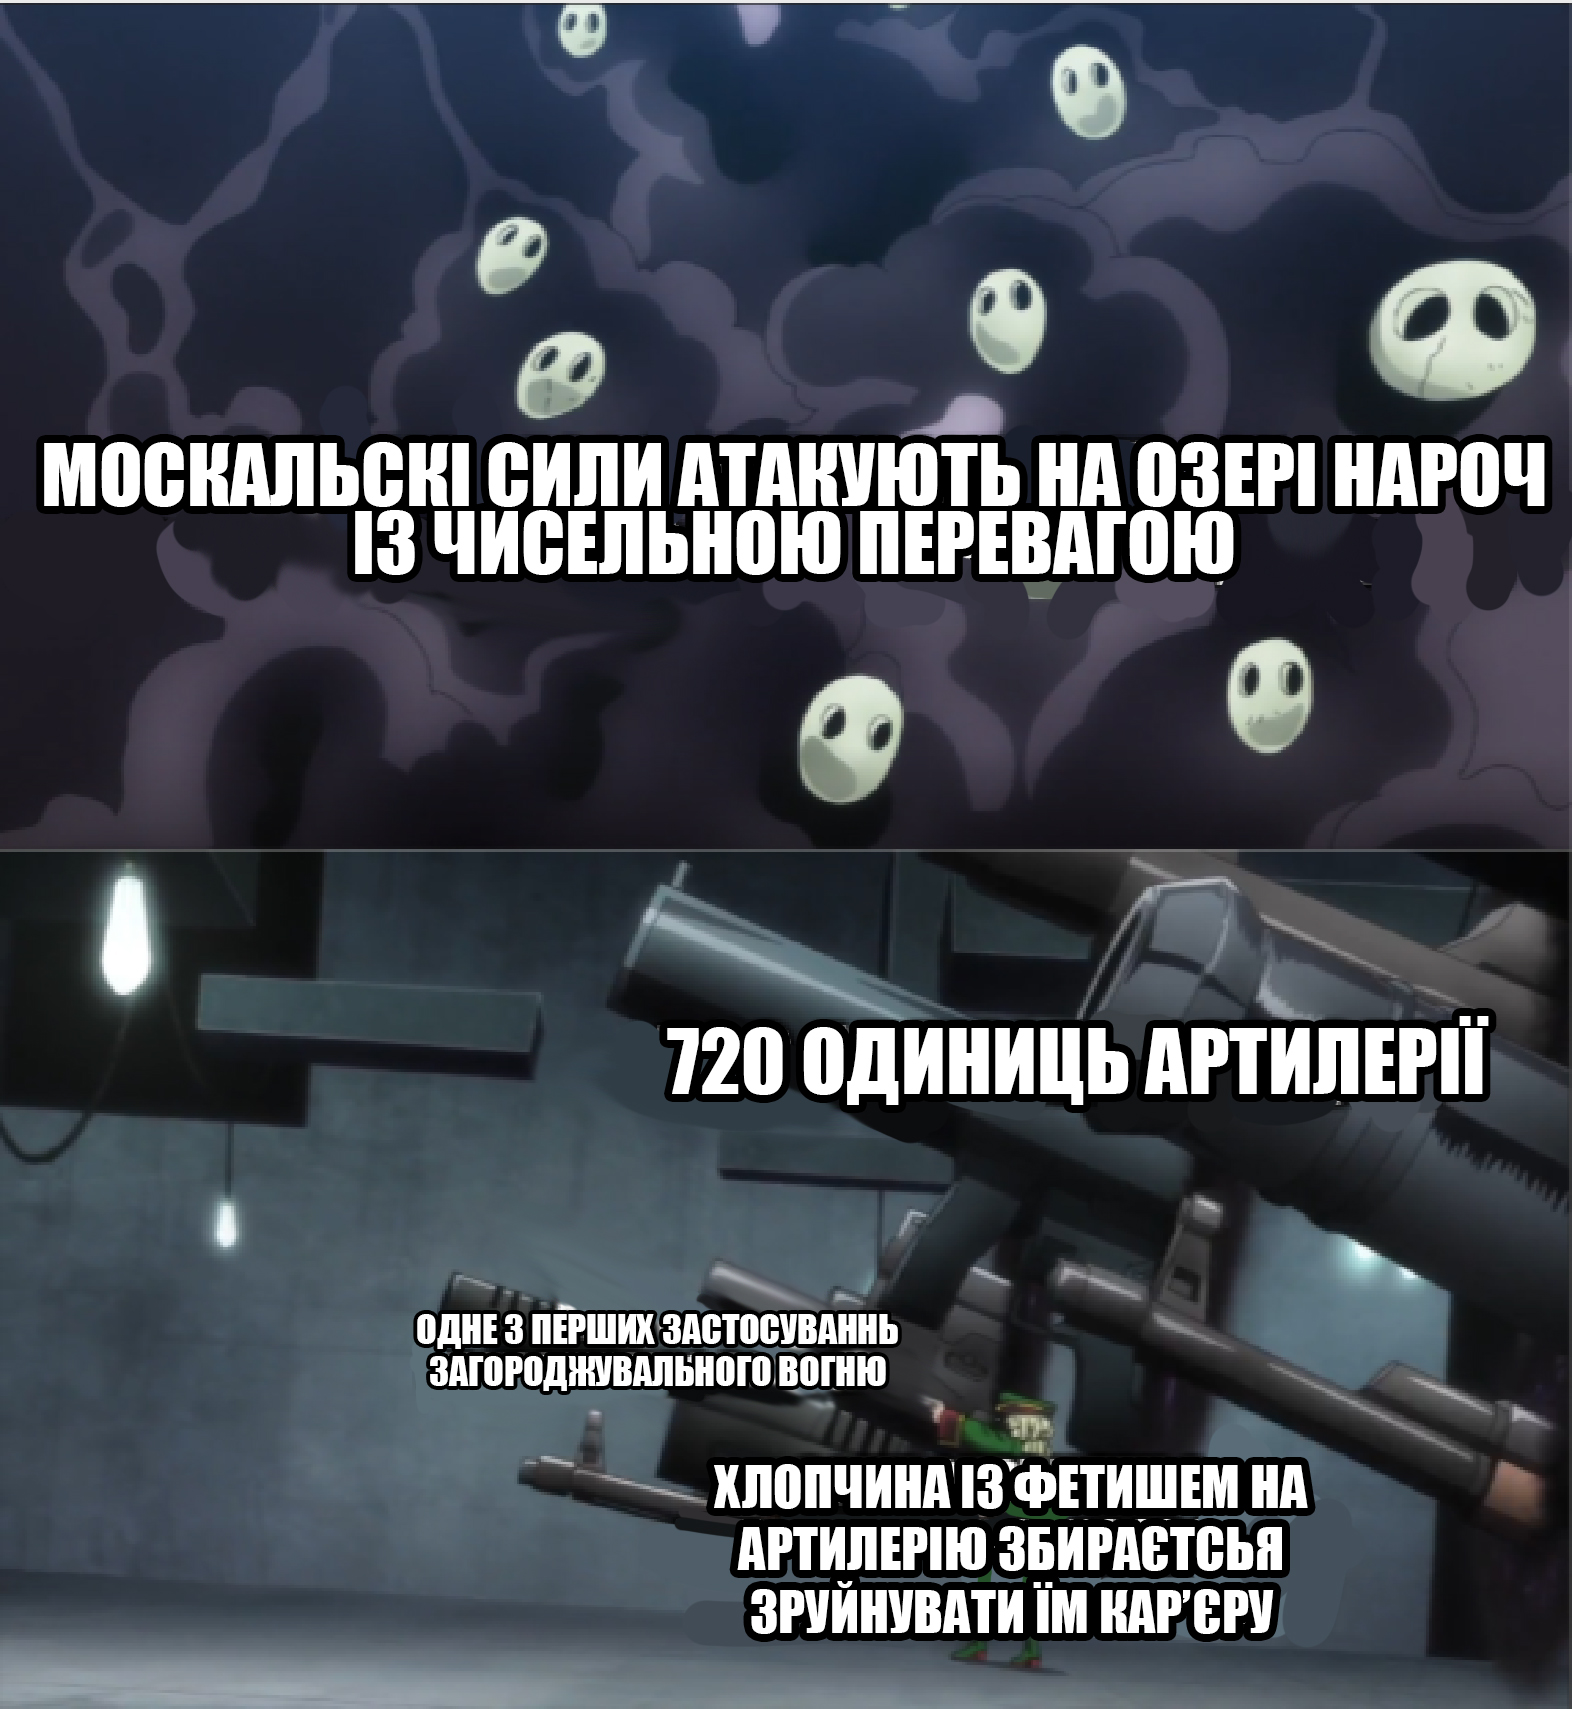 МОСКАЛЬСКІ СИЛИ АТАКУЮТЬ НА ОЗЕРІ НАРОЧ
ІЗ ЧИСЕЛЬНОЮ ПЕРЕВАГОЮ
720 ОДИНИЦЬ АРТИЛЕРІЇ
ОДНЕ З ПЕРШИХ ЗАСТОСУВАННЬ
ЗАГОРОДЖУВАЛЬНОГО ВОГНЮ
ХЛОПЧИНА ІЗ ФЕТИШЕМ НА
АРТИЛЕРІЮ ЗБИРАЄТСЬЯ
ЗРУЙНУВАТИ ЇМ КАР’ЄРУ